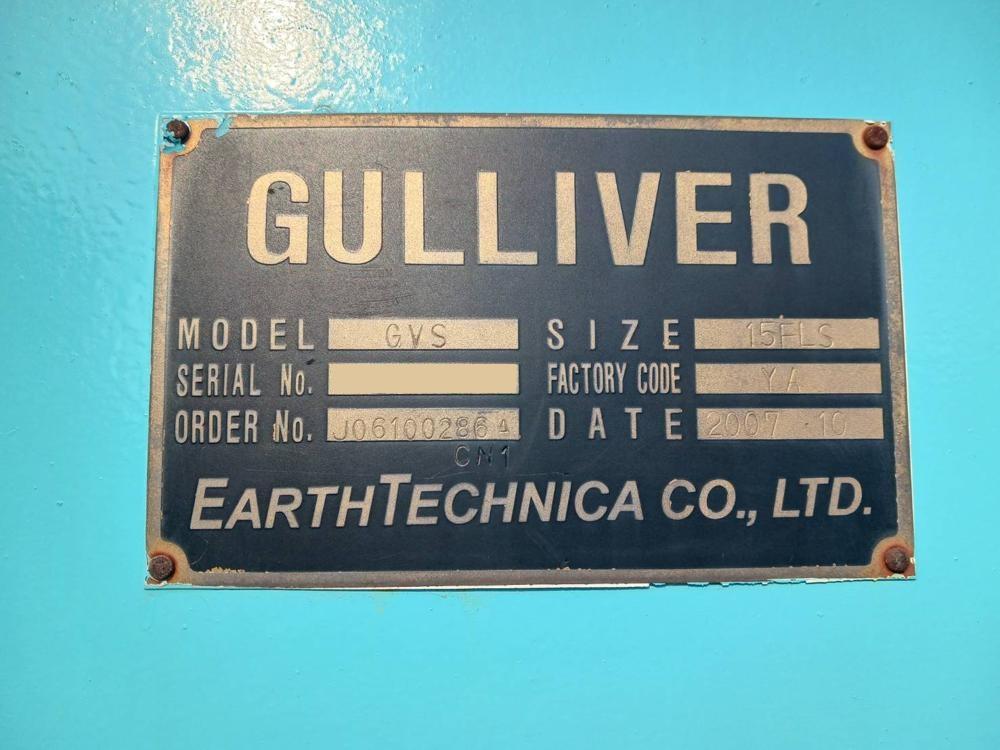 GULLIVER
MODEL GVS SIZE 15FLS
SERIAL No. FACTORY CODE YA
ORDER No. J06100286A DATE 2007 10
CN1
EARTHTECHNICA CO., LTD.